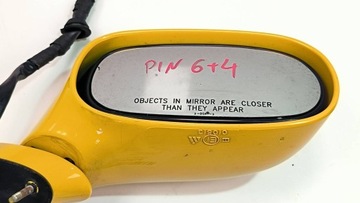 PIN 6+4
OBJECTS IN MIRROR ARE CLOSER
THAN THEY APPEAR